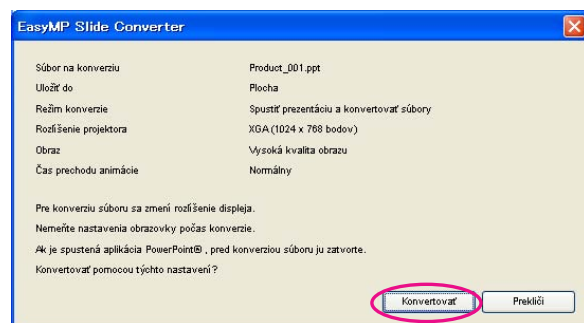 EasyMP Slide Converter
Súbor na konverziu Product_001.ppt
Uložiť do Plocha
Režim konverzie Spustiť prezentáciu a konvertovať súbory
Rozlíšenie projektora XGA (1024 x 768 bodov)
Obraz Vysoká kvalita obrazu
Čas prechodu animácie Normálny
Pre konverziu súboru sa zmení rozlíšenie displeja.
Nemeňte nastavenia obrazovky počas konverzie.
Ak je spustená aplikácia PowerPoint® , pred konverziou súboru ju zatvorte.
Konvertovať pomocou týchto nastavení?
Konvertovať Prekliči